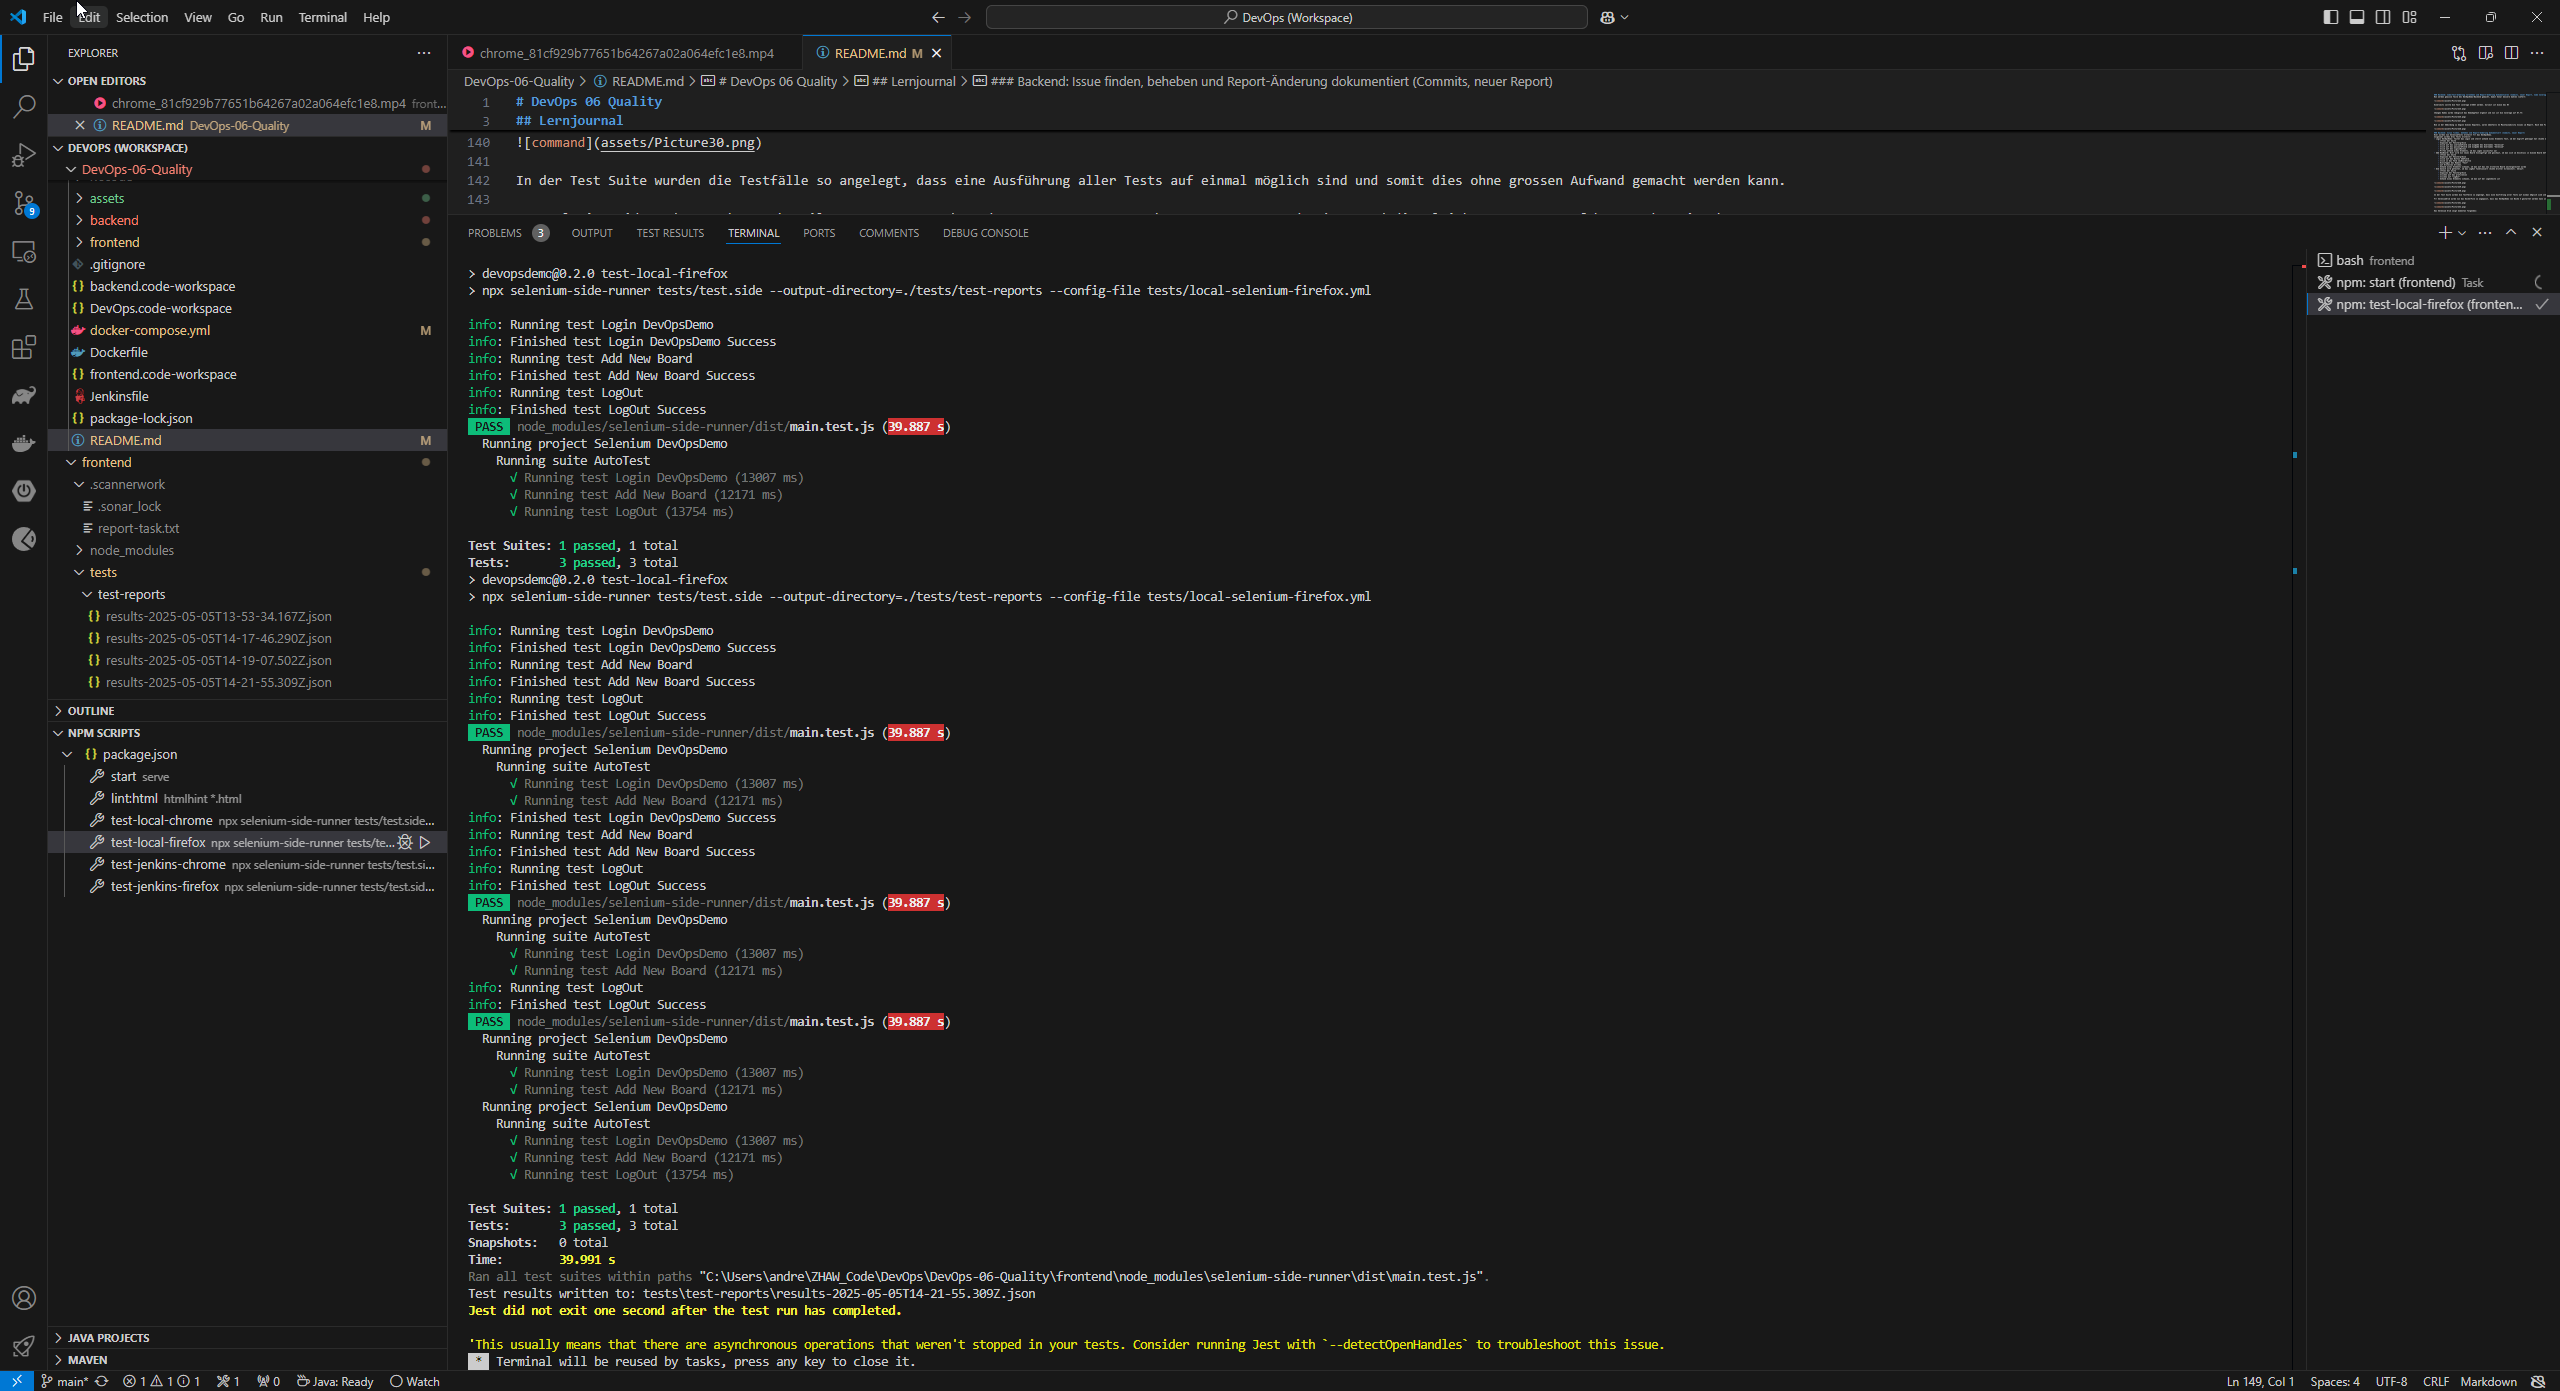 File Edit Selection View Go Run Terminal Help
DevOps (Workspace)
EXPLORER
OPEN EDITORS
chrome_81cf929b77651b64267a02a064efc1e8.mp4 front...
README.md DevOps-06-Quality M
DEVOPS (WORKSPACE)
DevOps-06-Quality
assets
backend
frontend
.gitignore
backend.code-workspace
DevOps.code-workspace
docker-compose.yml M
Dockerfile
frontend.code-workspace
Jenkinsfile
package-lock.json
README.md M
frontend
.scannerwork
.sonar_lock
report-task.txt
node_modules
tests
test-reports
results-2025-05-05T13-53-34.167Z.json
results-2025-05-05T14-17-46.290Z.json
results-2025-05-05T14-19-07.502Z.json
results-2025-05-05T14-21-55.309Z.json
OUTLINE
NPM SCRIPTS
package.json
start serve
lint:html htmlhint *.html
test-local-chrome npx selenium-side-runner tests/test.side...
test-local-firefox npx selenium-side-runner tests/te...
test-jenkins-chrome npx selenium-side-runner tests/test.si...
test-jenkins-firefox npx selenium-side-runner tests/test.sid...
JAVA PROJECTS
MAVEN
9
chrome_81cf929b77651b64267a02a064efc1e8.mp4
README.md M
DevOps-06-Quality > README.md > # DevOps 06 Quality > ## Lernjournal > ### Backend: Issue finden, beheben und Report-Änderung dokumentiert (Commits, neuer Report)
1 # DevOps 06 Quality
3 ## Lernjournal
140 ![command](assets/Picture30.png)
141
142 In der Test Suite wurden die Testfälle so angelegt, dass eine Ausführung aller Tests auf einmal möglich sind und somit dies ohne grossen Aufwand gemacht werden kann.
143
PROBLEMS 3 OUTPUT TEST RESULTS TERMINAL PORTS COMMENTS DEBUG CONSOLE
> devopsdemo@0.2.0 test-local-firefox
> npx selenium-side-runner tests/test.side --output-directory=./tests/test-reports --config-file tests/local-selenium-firefox.yml
info: Running test Login DevOpsDemo
info: Finished test Login DevOpsDemo Success
info: Running test Add New Board
info: Finished test Add New Board Success
info: Running test LogOut
info: Finished test LogOut Success
PASS node_modules/selenium-side-runner/dist/main.test.js (39.887 s)
Running project Selenium DevOpsDemo
Running suite AutoTest
√ Running test Login DevOpsDemo (13007 ms)
√ Running test Add New Board (12171 ms)
√ Running test LogOut (13754 ms)
Test Suites: 1 passed, 1 total
Tests: 3 passed, 3 total
> devopsdemo@0.2.0 test-local-firefox
> npx selenium-side-runner tests/test.side --output-directory=./tests/test-reports --config-file tests/local-selenium-firefox.yml
info: Running test Login DevOpsDemo
info: Finished test Login DevOpsDemo Success
info: Running test Add New Board
info: Finished test Add New Board Success
info: Running test LogOut
info: Finished test LogOut Success
PASS node_modules/selenium-side-runner/dist/main.test.js (39.887 s)
Running project Selenium DevOpsDemo
Running suite AutoTest
√ Running test Login DevOpsDemo (13007 ms)
√ Running test Add New Board (12171 ms)
info: Finished test Login DevOpsDemo Success
info: Running test Add New Board
info: Finished test Add New Board Success
info: Running test LogOut
info: Finished test LogOut Success
PASS node_modules/selenium-side-runner/dist/main.test.js (39.887 s)
Running project Selenium DevOpsDemo
Running suite AutoTest
√ Running test Login DevOpsDemo (13007 ms)
√ Running test Add New Board (12171 ms)
info: Running test LogOut
info: Finished test LogOut Success
PASS node_modules/selenium-side-runner/dist/main.test.js (39.887 s)
Running project Selenium DevOpsDemo
Running suite AutoTest
√ Running test Login DevOpsDemo (13007 ms)
√ Running test Add New Board (12171 ms)
Running project Selenium DevOpsDemo
Running suite AutoTest
√ Running test Login DevOpsDemo (13007 ms)
√ Running test Add New Board (12171 ms)
√ Running test LogOut (13754 ms)
Test Suites: 1 passed, 1 total
Tests: 3 passed, 3 total
Snapshots: 0 total
Time: 39.991 s
Ran all test suites within paths "C:\Users\andre\ZHAW_Code\DevOps\DevOps-06-Quality\frontend\node_modules\selenium-side-runner\dist\main.test.js".
Test results written to: tests\test-reports\results-2025-05-05T14-21-55.309Z.json
Jest did not exit one second after the test run has completed.
'This usually means that there are asynchronous operations that weren't stopped in your tests. Consider running Jest with `--detectOpenHandles` to troubleshoot this issue.
* Terminal will be reused by tasks, press any key to close it.
bash frontend
npm: start (frontend) Task
npm: test-local-firefox (fronten...
main* 1 1 1 1 0 Java: Ready Watch
Ln 149, Col 1 Spaces: 4 UTF-8 CRLF Markdown